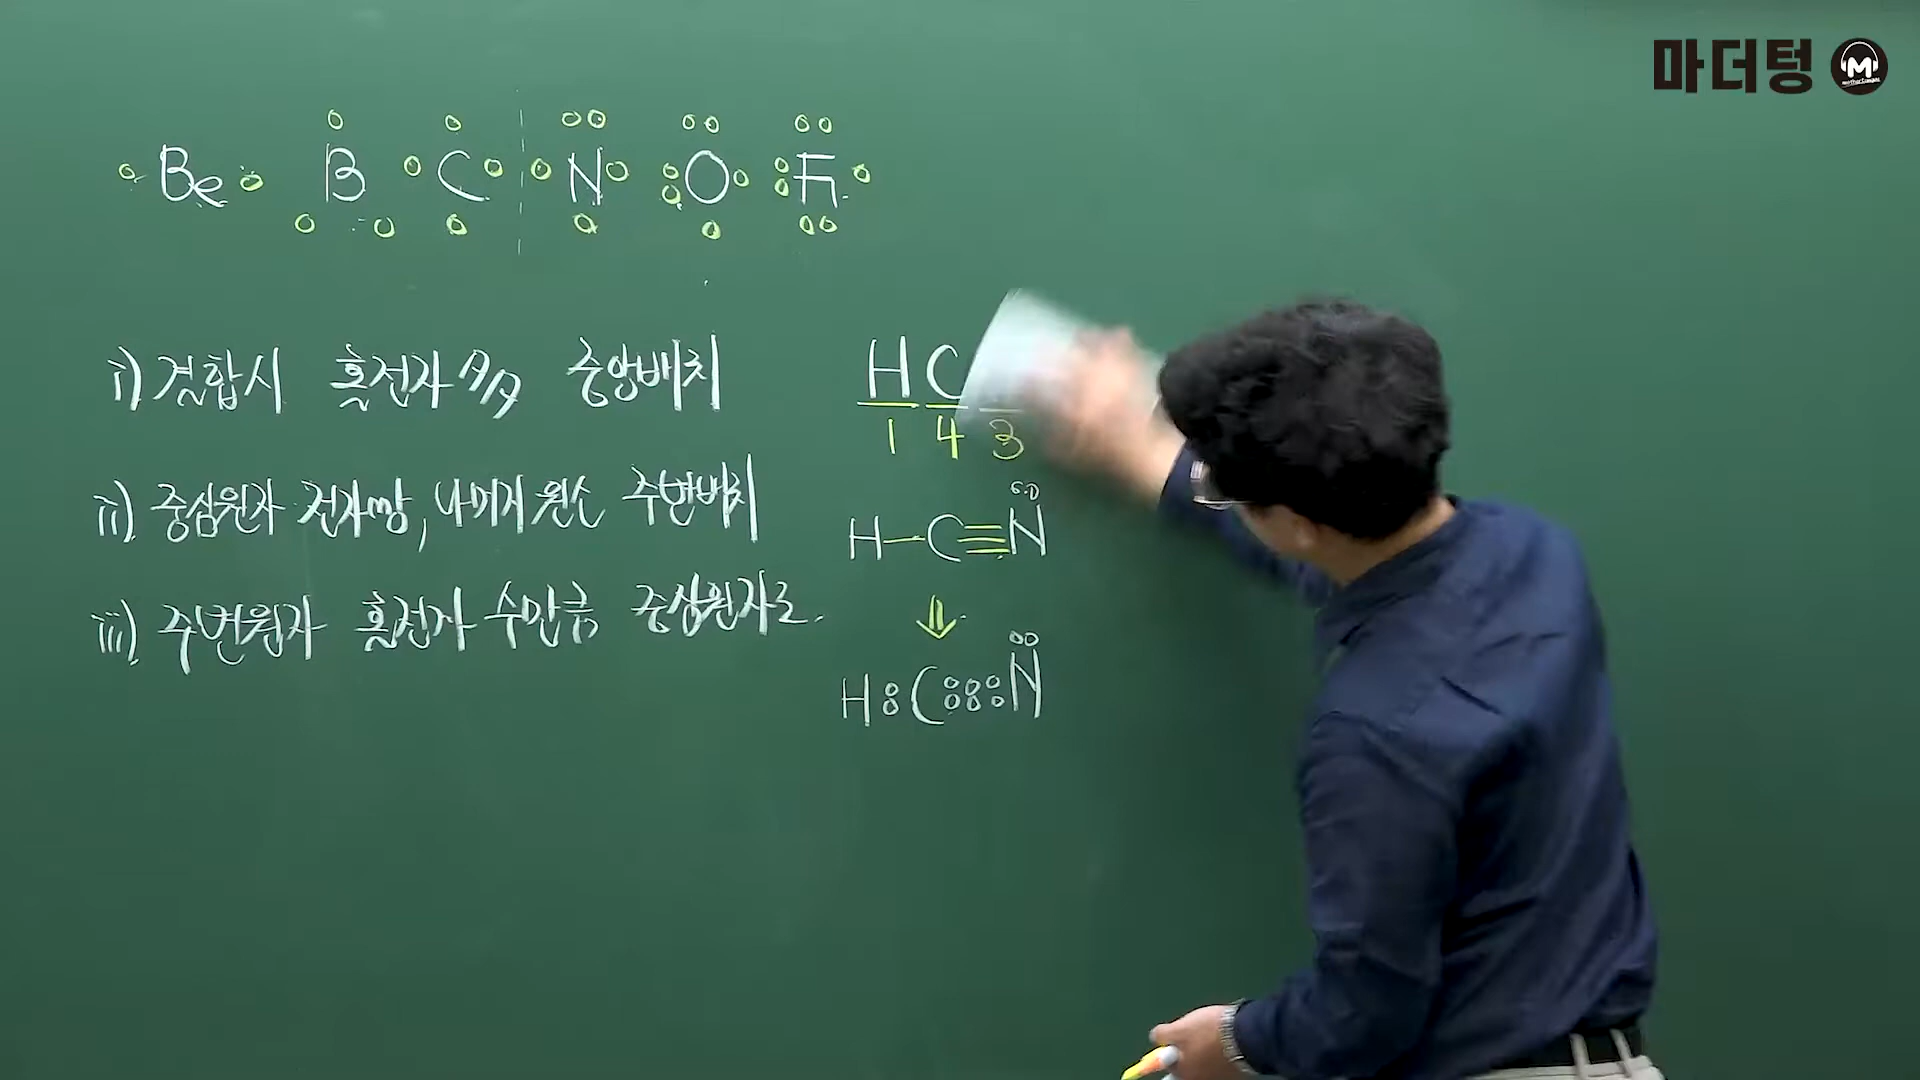 마더텅
Be B C N O F
i) 결합시 홀전자 多 중앙배치
ii) 중심원자 전자쌍, 나머지 원소 주변배치
iii) 주변원자 홀전자 수만큼 중심원자로.
H C
1 4 3
H-C≡N
⇓
H:C:::N